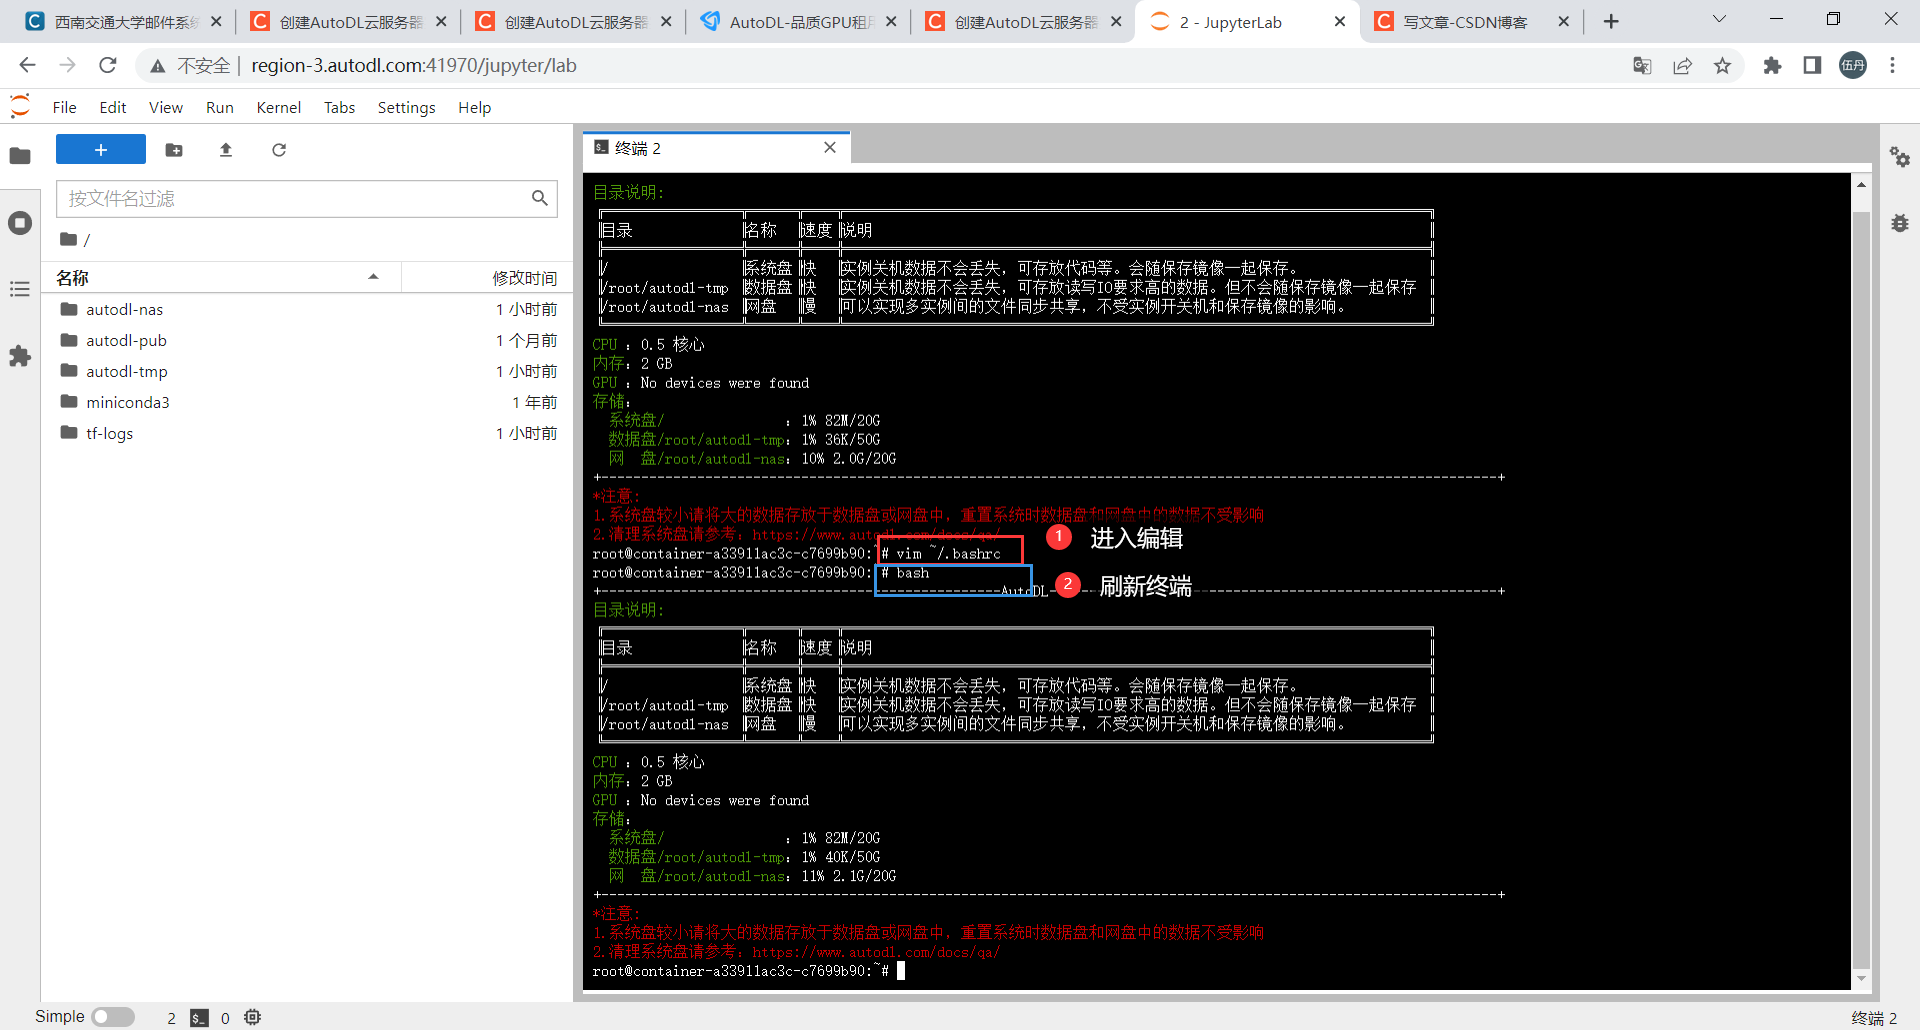 西南交通大学邮件系统
创建AutoDL云服务器
创建AutoDL云服务器
AutoDL-品质GPU租用
创建AutoDL云服务器
2 - JupyterLab
写文章-CSDN博客
不安全 | region-3.autodl.com:41970/jupyter/lab
伍丹
File Edit View Run Kernel Tabs Settings Help
按文件名过滤
/
名称 修改时间
autodl-nas 1 小时前
autodl-pub 1 个月前
autodl-tmp 1 小时前
miniconda3 1 年前
tf-logs 1 小时前
终端 2
目录说明:
目录 名称 速度 说明
/ 系统盘 快 实例关机数据不会丢失，可存放代码等。会随保存镜像一起保存。
/root/autodl-tmp 数据盘 快 实例关机数据不会丢失，可存放读写IO要求高的数据。但不会随保存镜像一起保存
/root/autodl-nas 网盘 慢 可以实现多实例间的文件同步共享，不受实例开关机和保存镜像的影响。
CPU ：0.5 核心
内存：2 GB
GPU ：No devices were found
存储：
系统盘/ ：1% 82M/20G
数据盘/root/autodl-tmp：1% 36K/50G
网 盘/root/autodl-nas：10% 2.0G/20G
+------------------------------------------------------------------------------------------------------------------+
*注意:
1.系统盘较小请将大的数据存放于数据盘或网盘中，重置系统时数据盘和网盘中的数据不受影响
2.清理系统盘请参考：https://www.autodl.com/docs/qa/
root@container-a33911ac3c-c7699b90:~# vim ~/.bashrc
1 进入编辑
root@container-a33911ac3c-c7699b90:~# bash
2 刷新终端
+--------------------------------------------------AutoDL--------------------------------------------------------+
目录说明:
目录 名称 速度 说明
/ 系统盘 快 实例关机数据不会丢失，可存放代码等。会随保存镜像一起保存。
/root/autodl-tmp 数据盘 快 实例关机数据不会丢失，可存放读写IO要求高的数据。但不会随保存镜像一起保存
/root/autodl-nas 网盘 慢 可以实现多实例间的文件同步共享，不受实例开关机和保存镜像的影响。
CPU ：0.5 核心
内存：2 GB
GPU ：No devices were found
存储：
系统盘/ ：1% 82M/20G
数据盘/root/autodl-tmp：1% 40K/50G
网 盘/root/autodl-nas：11% 2.1G/20G
+------------------------------------------------------------------------------------------------------------------+
*注意:
1.系统盘较小请将大的数据存放于数据盘或网盘中，重置系统时数据盘和网盘中的数据不受影响
2.清理系统盘请参考：https://www.autodl.com/docs/qa/
root@container-a33911ac3c-c7699b90:~#
Simple 2 0 终端 2